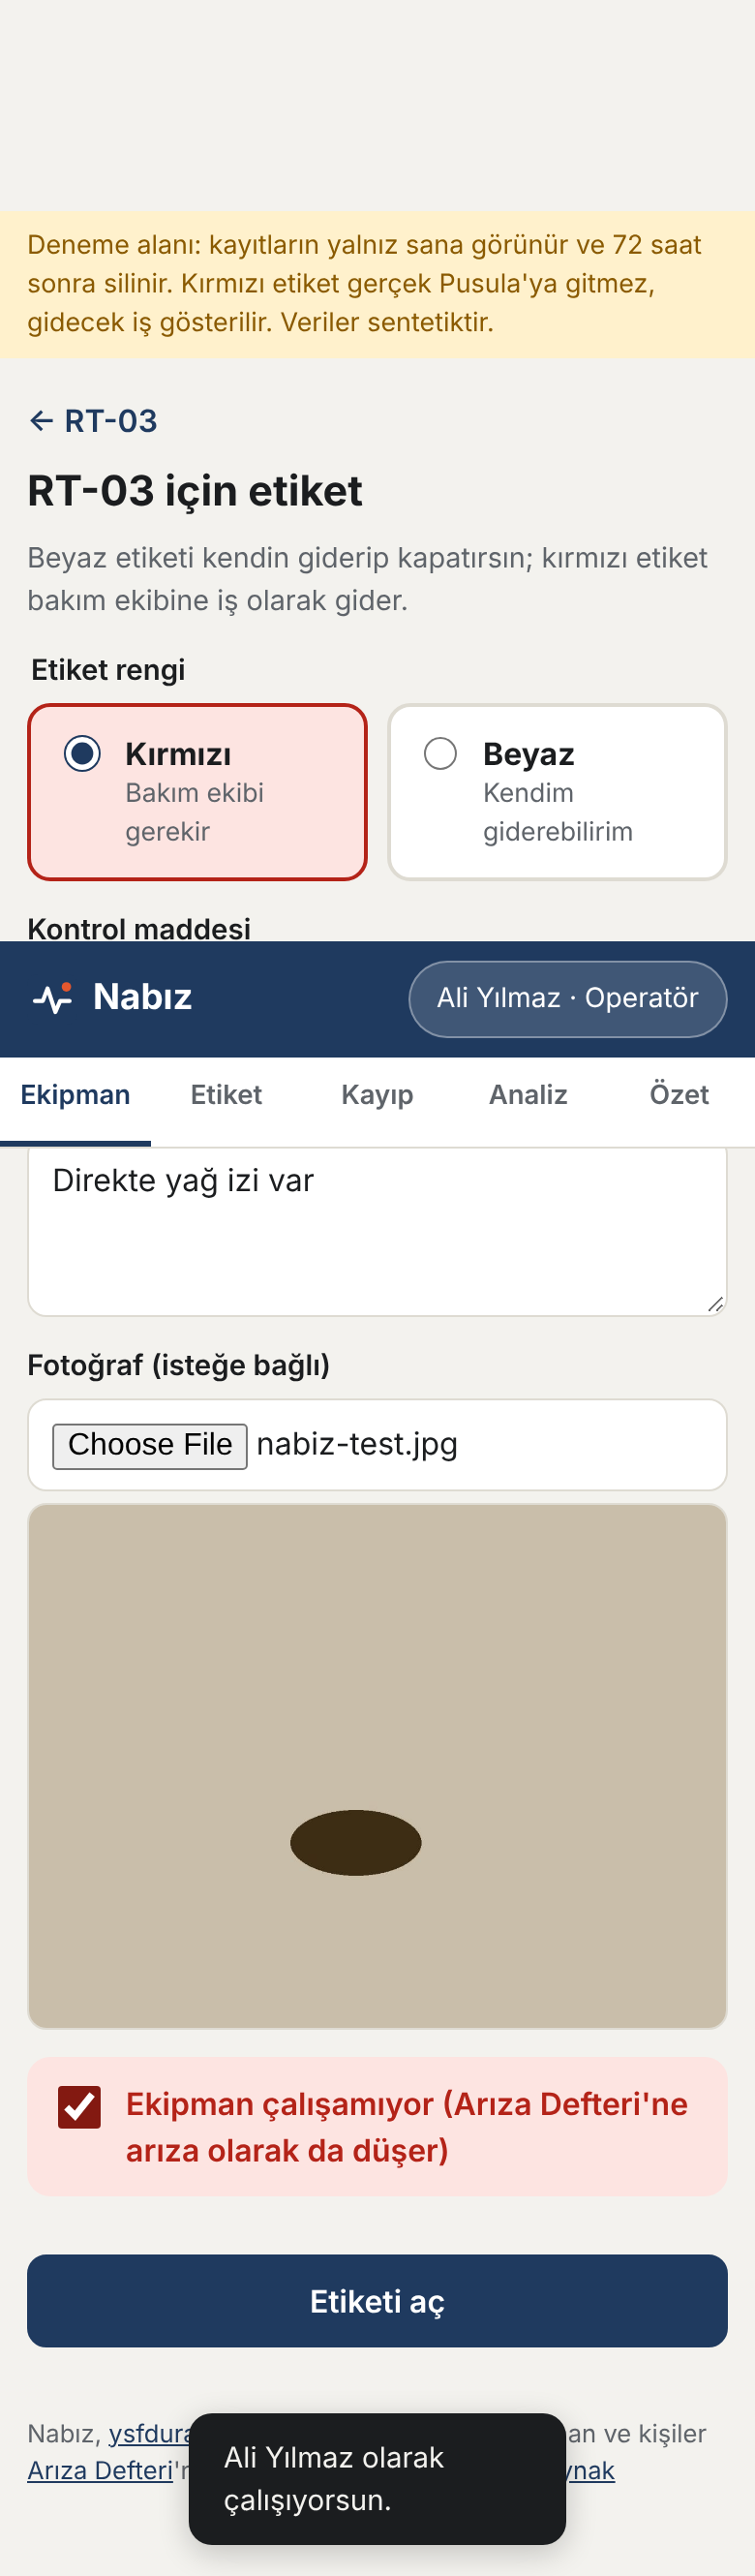 Deneme alanı: kayıtların yalnız sana görünür ve 72 saat
sonra silinir. Kırmızı etiket gerçek Pusula'ya gitmez,
gidecek iş gösterilir. Veriler sentetiktir.
← RT-03
RT-03 için etiket
Beyaz etiketi kendin giderip kapatırsın; kırmızı etiket
bakım ekibine iş olarak gider.
Etiket rengi
Kırmızı
Bakım ekibi
gerekir
Beyaz
Kendim
giderebilirim
Kontrol maddesi
Nabız
Ali Yılmaz · Operatör
Ekipman Etiket Kayıp Analiz Özet
Direkte yağ izi var
Fotoğraf (isteğe bağlı)
Choose File nabiz-test.jpg
Ekipman çalışamıyor (Arıza Defteri'ne
arıza olarak da düşer)
Etiketi aç
Nabız, ve kişiler
Arıza Defteri
Ali Yılmaz olarak
çalışıyorsun.